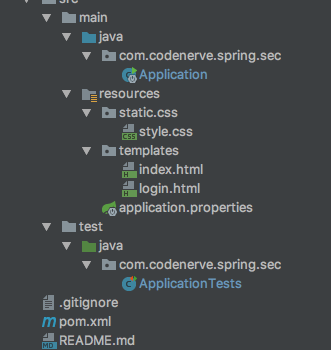 src
main
java
com.codenerve.spring.sec
Application
resources
static.css
style.css
templates
index.html
login.html
application.properties
test
java
com.codenerve.spring.sec
ApplicationTests
.gitignore
pom.xml
README.md